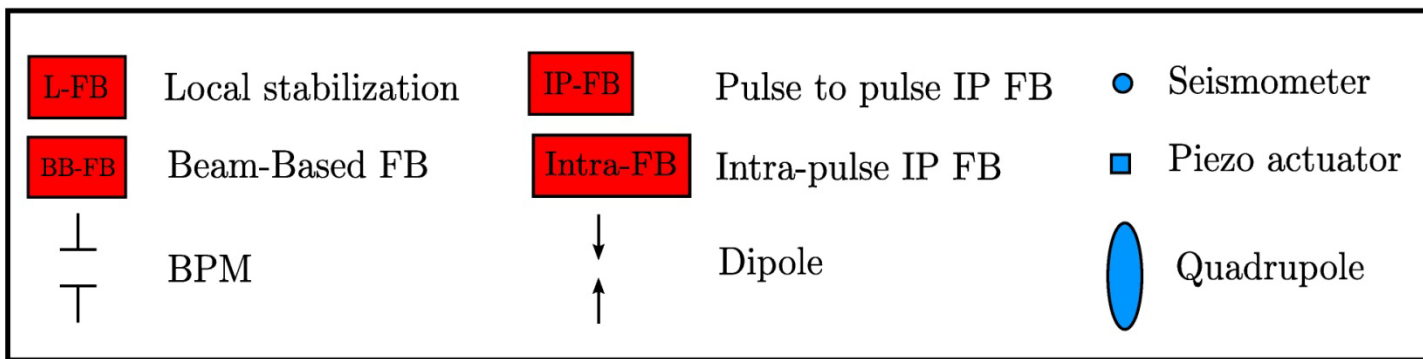 L-FB Local stabilization IP-FB Pulse to pulse IP FB Seismometer
BB-FB Beam-Based FB Intra-FB Intra-pulse IP FB Piezo actuator
BPM Dipole Quadrupole